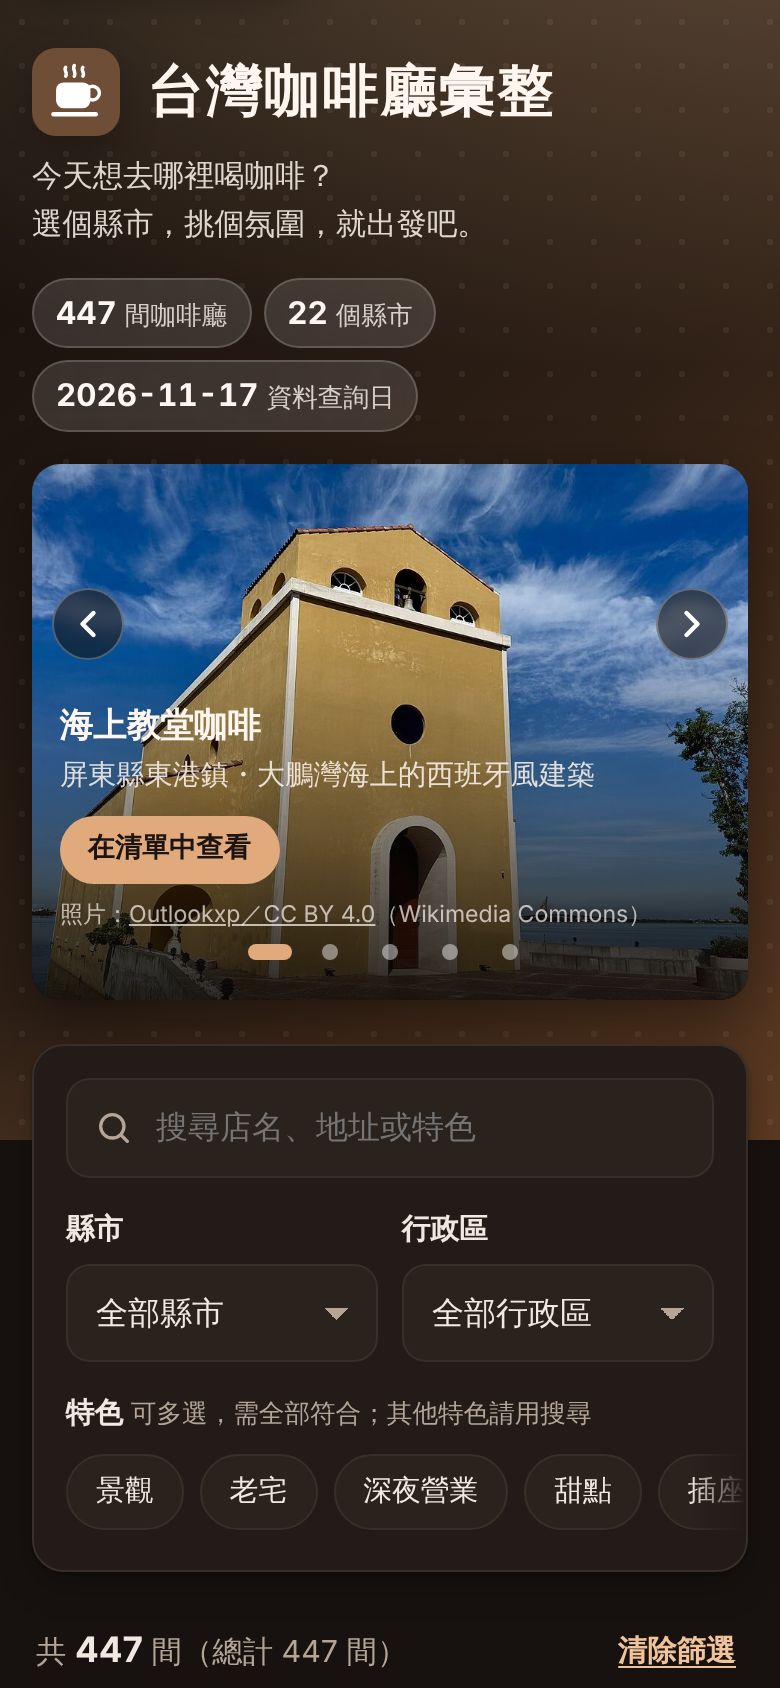 台灣咖啡廳彙整
今天想去哪裡喝咖啡？
選個縣市，挑個氛圍，就出發吧。
447 間咖啡廳
22 個縣市
2026-11-17 資料查詢日
海上教堂咖啡
屏東縣東港鎮・大鵬灣海上的西班牙風建築
在清單中查看
照片：Outlookxp／CC BY 4.0（Wikimedia Commons）
搜尋店名、地址或特色
縣市
行政區
全部縣市
全部行政區
特色 可多選，需全部符合；其他特色請用搜尋
景觀
老宅
深夜營業
甜點
插座
共 447 間（總計 447 間）
清除篩選